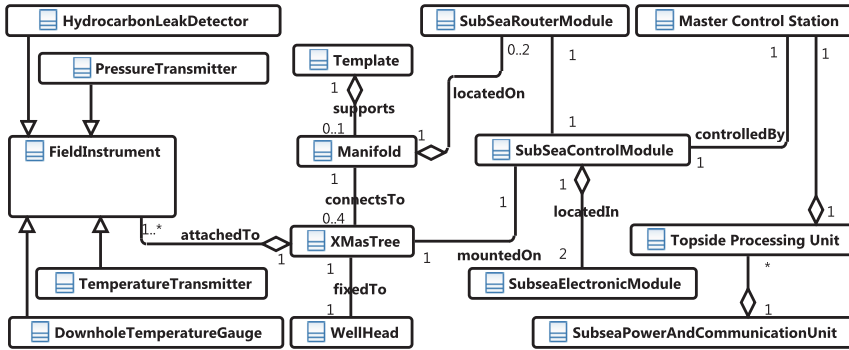 HydrocarbonLeakDetector
SubSeaRouterModule
Master Control Station
PressureTransmitter
Template
0..2
1
1
1
1
supports
locatedOn
0..1
1
1
controlledBy
FieldInstrument
Manifold
SubSeaControlModule
1
1
1
connectsTo
1
locatedIn
0..4
1..*
attachedTo
XMasTree
1
Topside Processing Unit
1
1
mountedOn
2
1
*
TemperatureTransmitter
fixedTo
SubseaElectronicModule
1
1
DownholeTemperatureGauge
WellHead
SubseaPowerAndCommunicationUnit